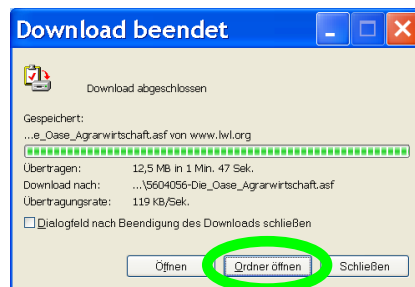 Download beendet
Download abgeschlossen
Gespeichert:
...e_Oase_Agrarwirtschaft.asf von www.lwl.org
Übertragen: 12,5 MB in 1 Min. 47 Sek.
Download nach: ...\5604056-Die_Oase_Agrarwirtschaft.asf
Übertragungsrate: 119 KB/Sek.
Dialogfeld nach Beendigung des Downloads schließen
Öffnen Ordner öffnen Schließen